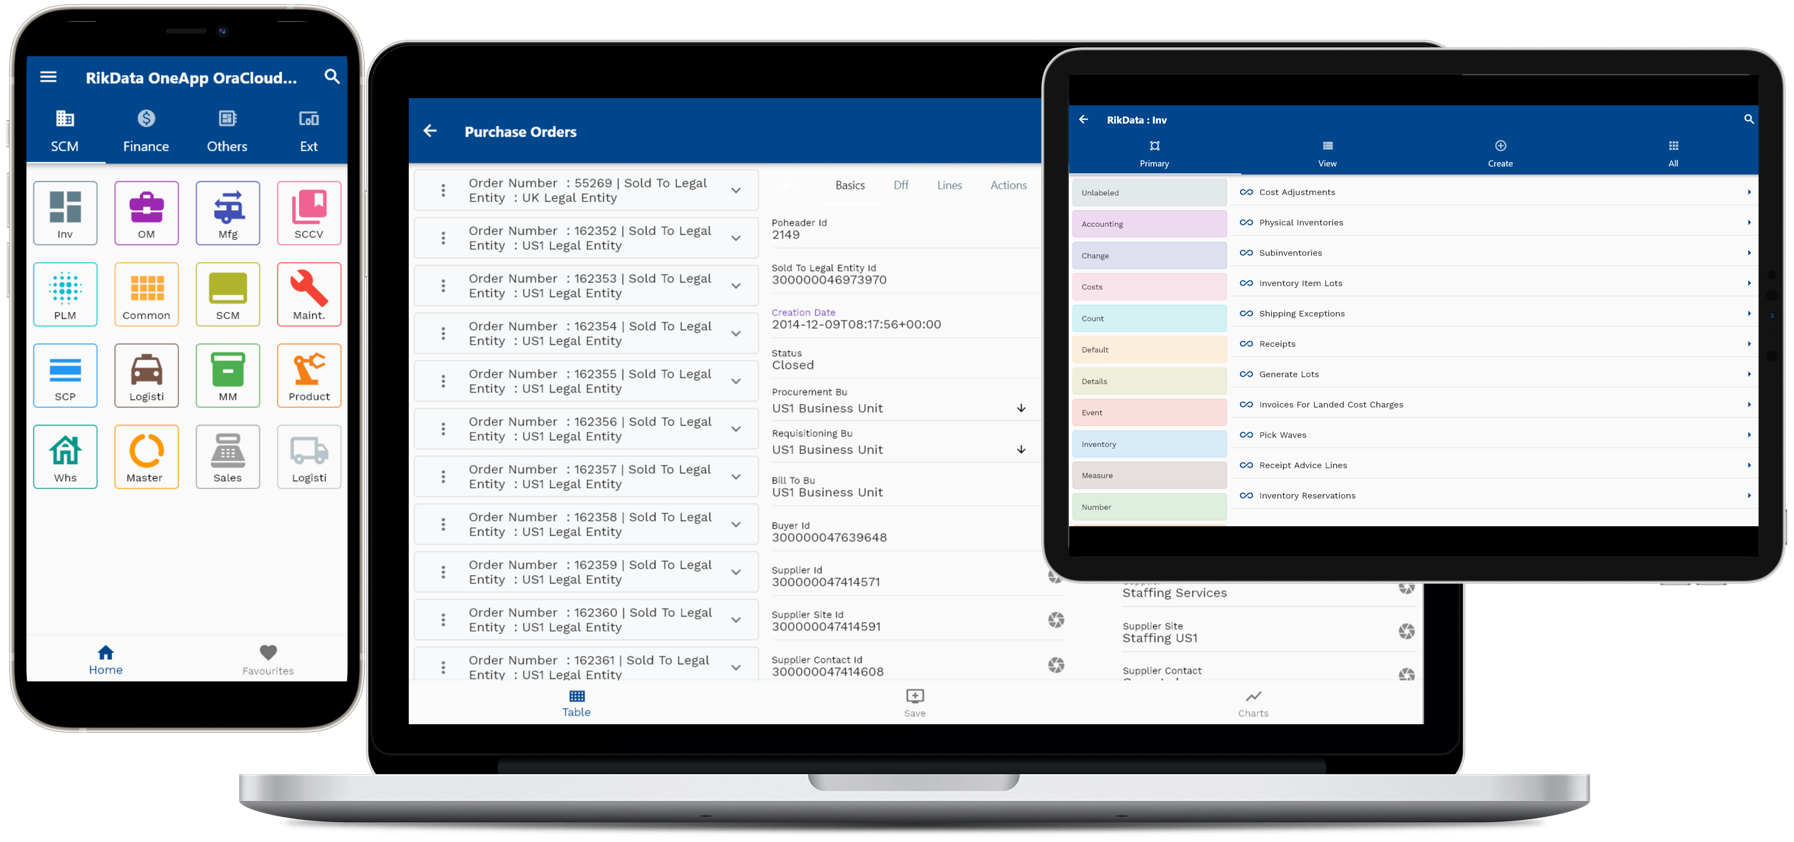 RikData OneApp OraCloud...
SCM
Finance
Others
Ext
Inv
OM
Mfg
SCCV
PLM
Common
SCM
Maint.
SCP
Logisti
MM
Product
Whs
Master
Sales
Logisti
Home
Favourites
Purchase Orders
Order Number : 55269 | Sold To Legal
Entity : UK Legal Entity
Order Number : 162352 | Sold To Legal
Entity : US1 Legal Entity
Order Number : 162353 | Sold To Legal
Entity : US1 Legal Entity
Order Number : 162354 | Sold To Legal
Entity : US1 Legal Entity
Order Number : 162355 | Sold To Legal
Entity : US1 Legal Entity
Order Number : 162356 | Sold To Legal
Entity : US1 Legal Entity
Order Number : 162357 | Sold To Legal
Entity : US1 Legal Entity
Order Number : 162358 | Sold To Legal
Entity : US1 Legal Entity
Order Number : 162359 | Sold To Legal
Entity : US1 Legal Entity
Order Number : 162360 | Sold To Legal
Entity : US1 Legal Entity
Order Number : 162361 | Sold To Legal
Entity : US1 Legal Entity
Basics
Dff
Lines
Actions
Poheader Id
2149
Sold To Legal Entity Id
300000046973970
Creation Date
2014-12-09T08:17:56+00:00
Status
Closed
Procurement Bu
US1 Business Unit
Requisitioning Bu
US1 Business Unit
Bill To Bu
US1 Business Unit
Buyer Id
300000047639648
Supplier Id
300000047414571
Supplier Site Id
300000047414591
Supplier Contact Id
300000047414608
Staffing Services
Supplier Site
Staffing US1
Supplier Contact
Table
Save
Charts
RikData : Inv
Primary
View
Create
All
Unlabeled
Accounting
Change
Costs
Count
Default
Details
Event
Inventory
Measure
Number
Cost Adjustments
Physical Inventories
Subinventories
Inventory Item Lots
Shipping Exceptions
Receipts
Generate Lots
Invoices For Landed Cost Charges
Pick Waves
Receipt Advice Lines
Inventory Reservations